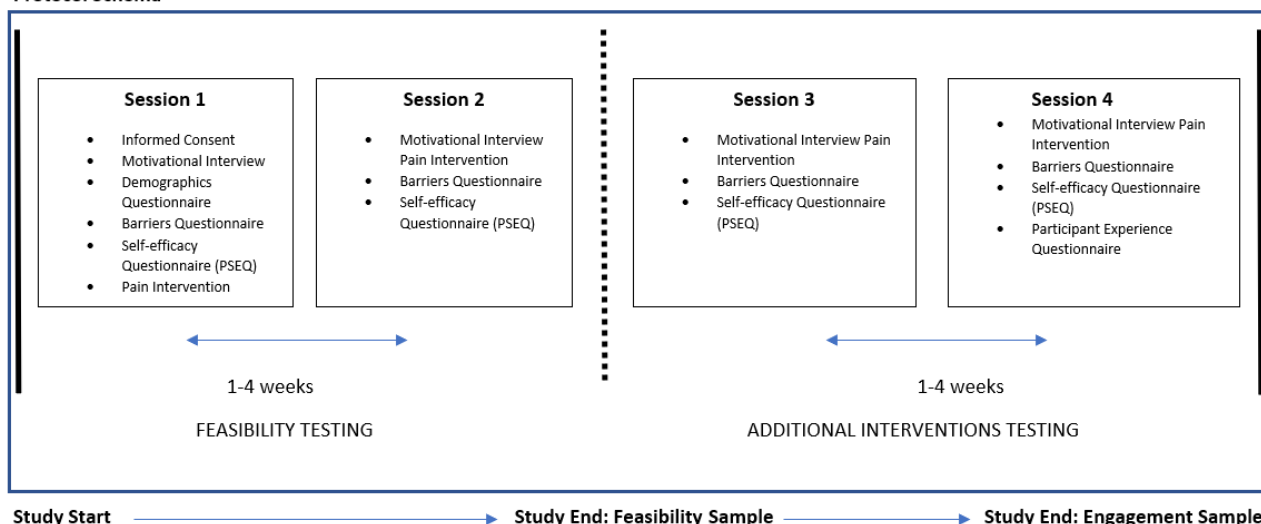 Session 1
• Informed Consent
• Motivational Interview
• Demographics
Questionnaire
• Barriers Questionnaire
• Self-efficacy
Questionnaire (PSEQ)
• Pain Intervention
Session 2
• Motivational Interview
Pain Intervention
• Barriers Questionnaire
• Self-efficacy
Questionnaire (PSEQ)
1-4 weeks
FEASIBILITY TESTING
Session 3
• Motivational Interview Pain
Intervention
• Barriers Questionnaire
• Self-efficacy Questionnaire
(PSEQ)
Session 4
• Motivational Interview Pain
Intervention
• Barriers Questionnaire
• Self-efficacy Questionnaire
(PSEQ)
• Participant Experience
Questionnaire
1-4 weeks
ADDITIONAL INTERVENTIONS TESTING
Study Start
Study End: Feasibility Sample
Study End: Engagement Sample